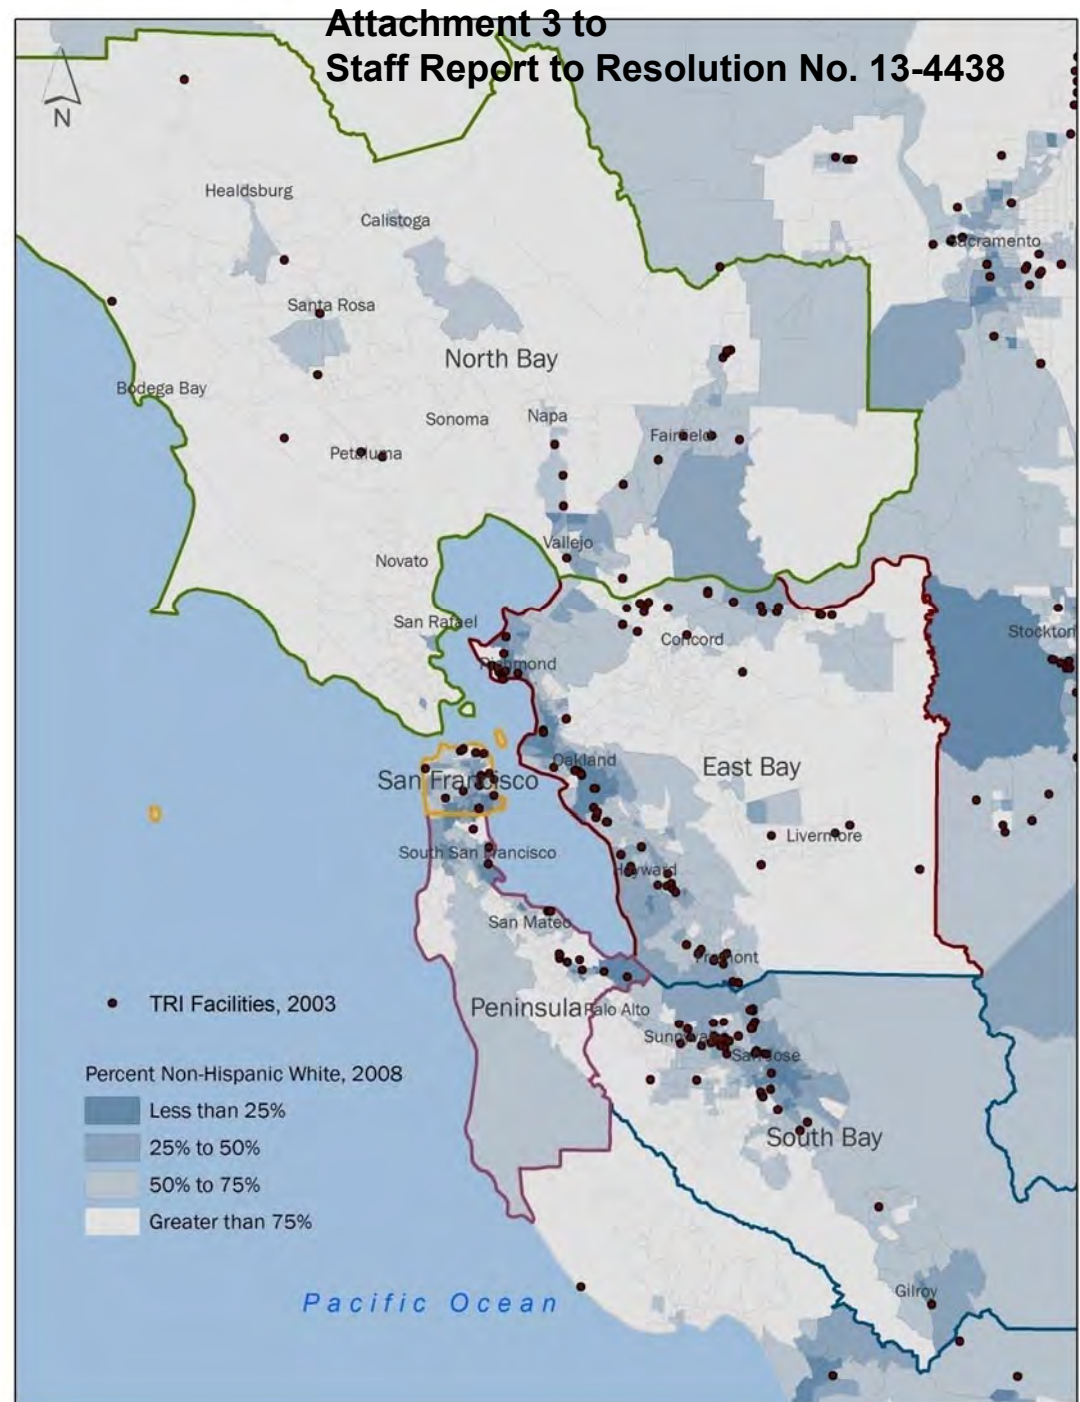 Attachment 3 to
Staff Report to Resolution No. 13-4438
N
Healdsburg
Calistoga
Sacramento
Santa Rosa
North Bay
Bodega Bay
Sonoma
Napa
Fairfield
Petaluma
Vallejo
Novato
San Rafael
Stockton
Concord
Richmond
Oakland
East Bay
San Francisco
Livermore
South San Francisco
Hayward
San Mateo
Fremont
TRI Facilities, 2003
Peninsula
Palo Alto
Sunnyvale
San Jose
Percent Non-Hispanic White, 2008
Less than 25%
25% to 50%
South Bay
50% to 75%
Greater than 75%
Gilroy
Pacific Ocean